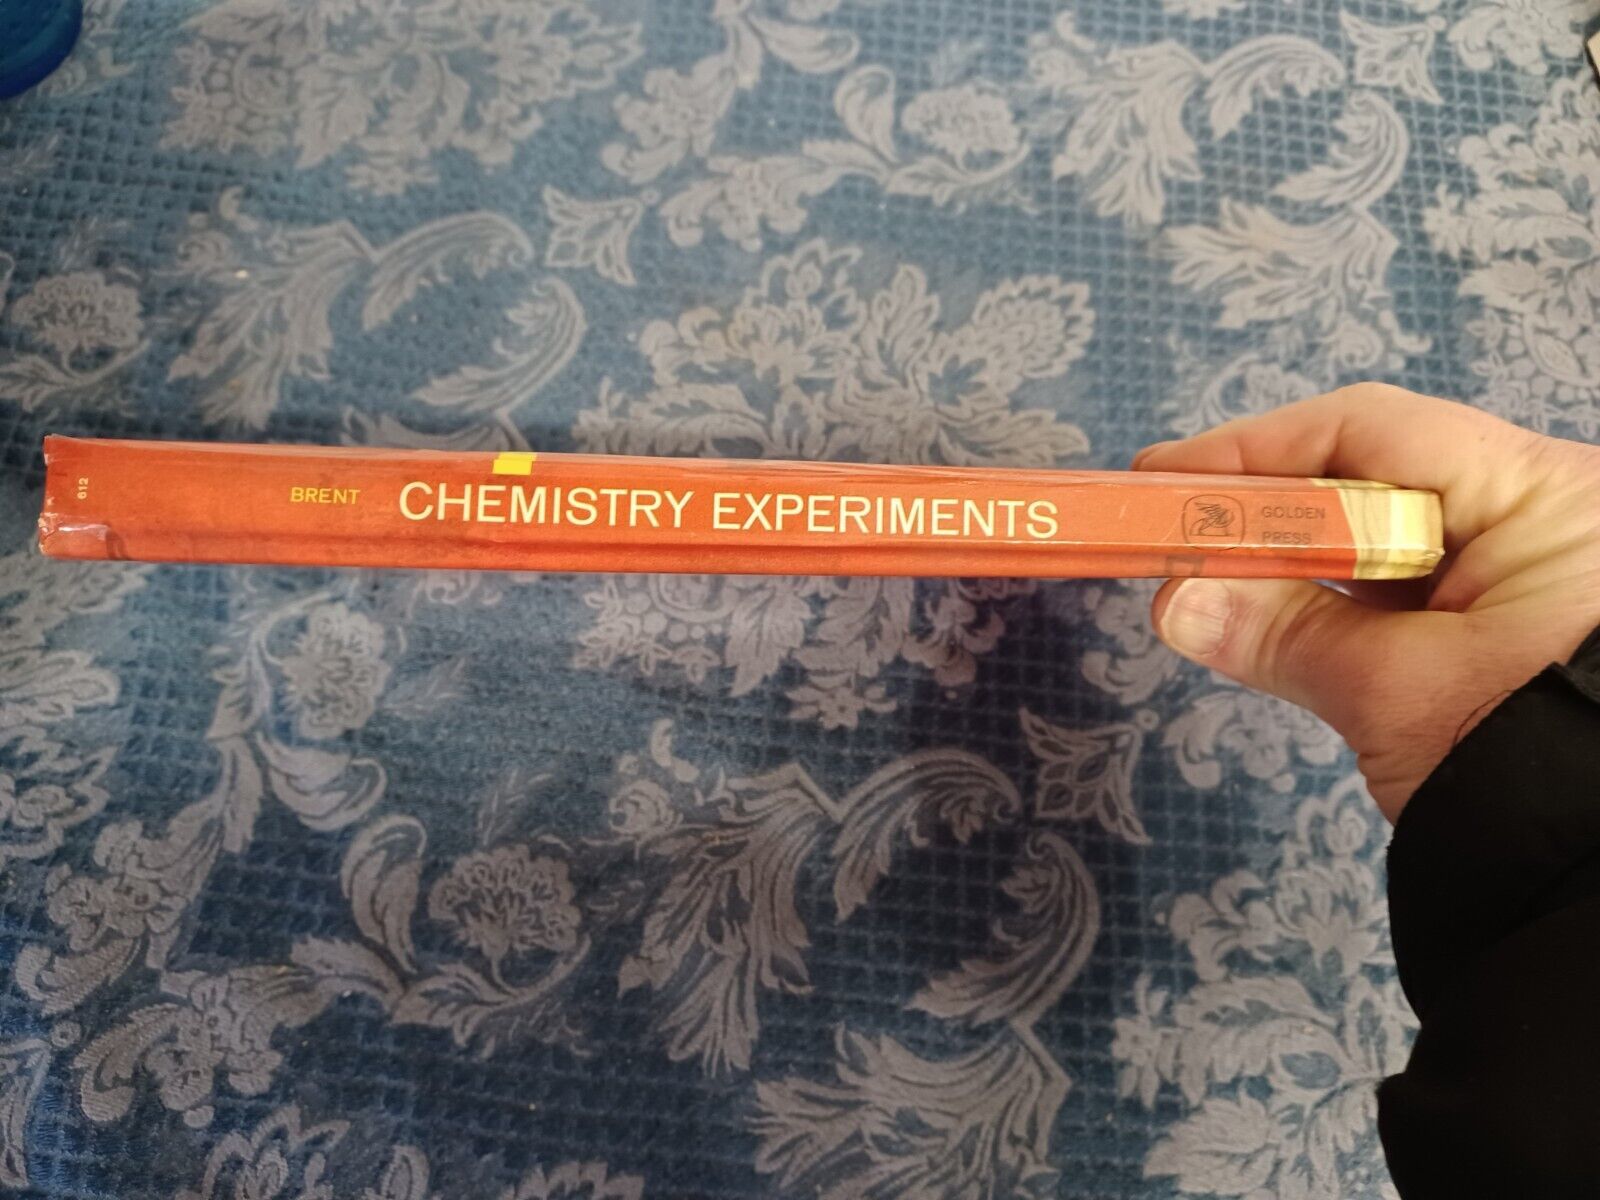 612
BRENT
CHEMISTRY EXPERIMENTS
GOLDEN
PRESS